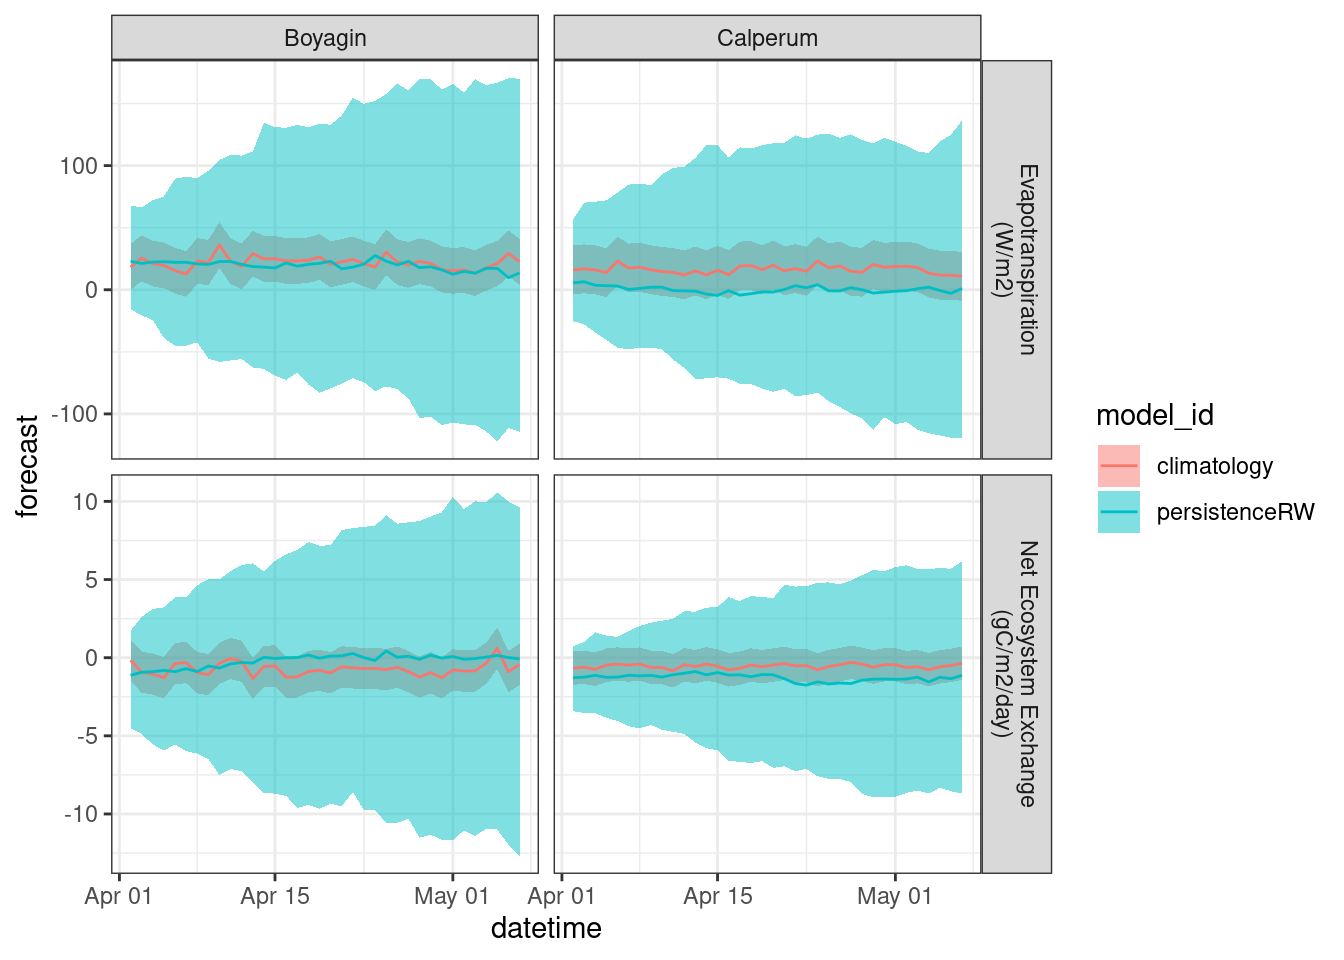 Boyagin
Calperum
100
0
-100
Evapotranspiration
(W/m2)
10
5
0
-5
-10
Net Ecosystem Exchange
(gC/m2/day)
Apr 01
Apr 15
May 01
Apr 01
Apr 15
May 01
datetime
forecast
model_id
climatology
persistenceRW